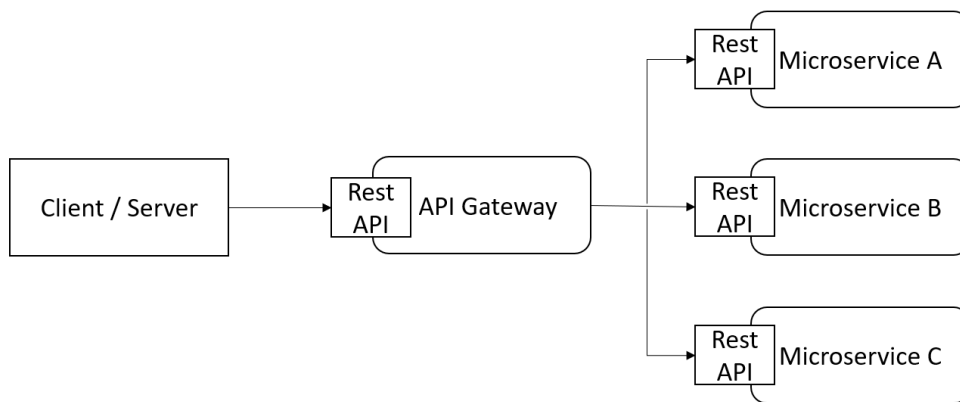 Rest
API
Microservice A
Client / Server
Rest
API
API Gateway
Rest
API
Microservice B
Rest
API
Microservice C